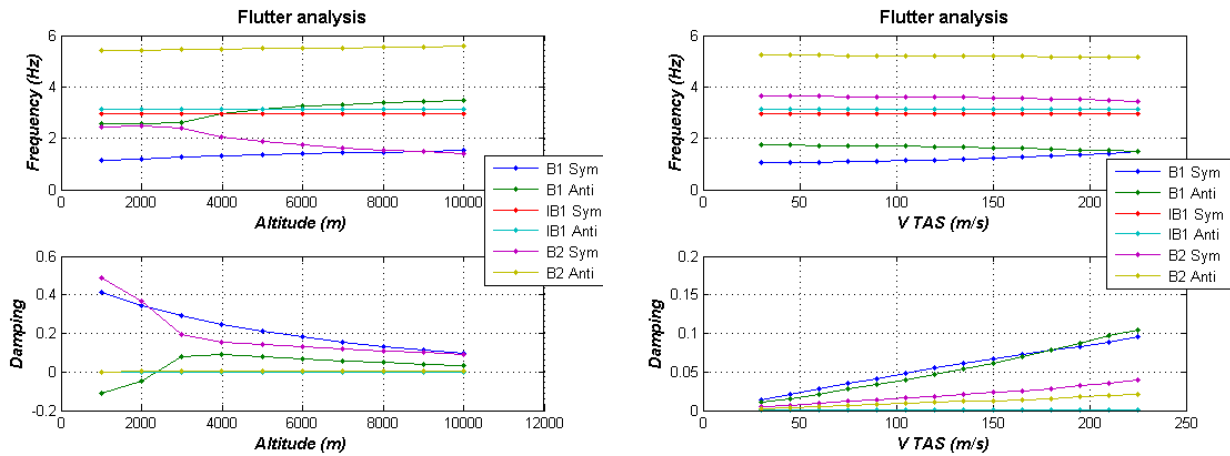 Flutter analysis
Frequency (Hz)
6
4
2
0
0
2000
4000
6000
8000
10000
12000
Altitude (m)
B1 Sym
B1 Anti
IB1 Sym
IB1 Anti
B2 Sym
B2 Anti
Damping
0.6
0.4
0.2
0
-0.2
0
2000
4000
6000
8000
10000
12000
Altitude (m)
Flutter analysis
Frequency (Hz)
6
4
2
0
0
50
100
150
200
250
V TAS (m/s)
B1 Sym
B1 Anti
IB1 Sym
IB1 Anti
B2 Sym
B2 Anti
Damping
0.2
0.15
0.1
0.05
0
0
50
100
150
200
250
V TAS (m/s)